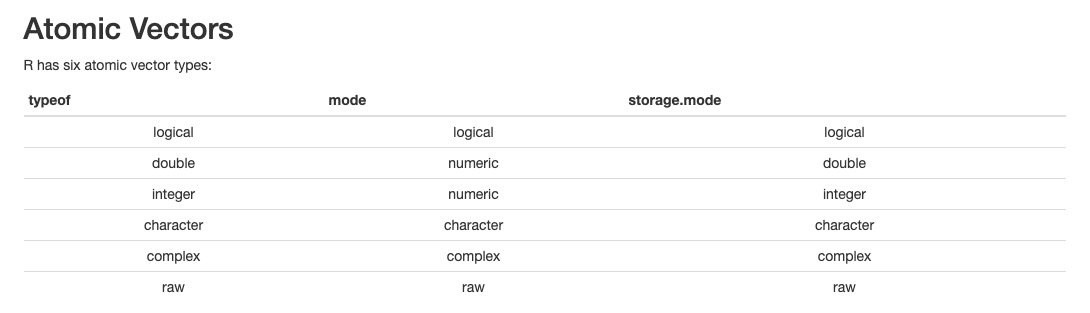 Atomic Vectors
R has six atomic vector types:
typeof mode storage.mode
logical logical logical
double numeric double
integer numeric integer
character character character
complex complex complex
raw raw raw